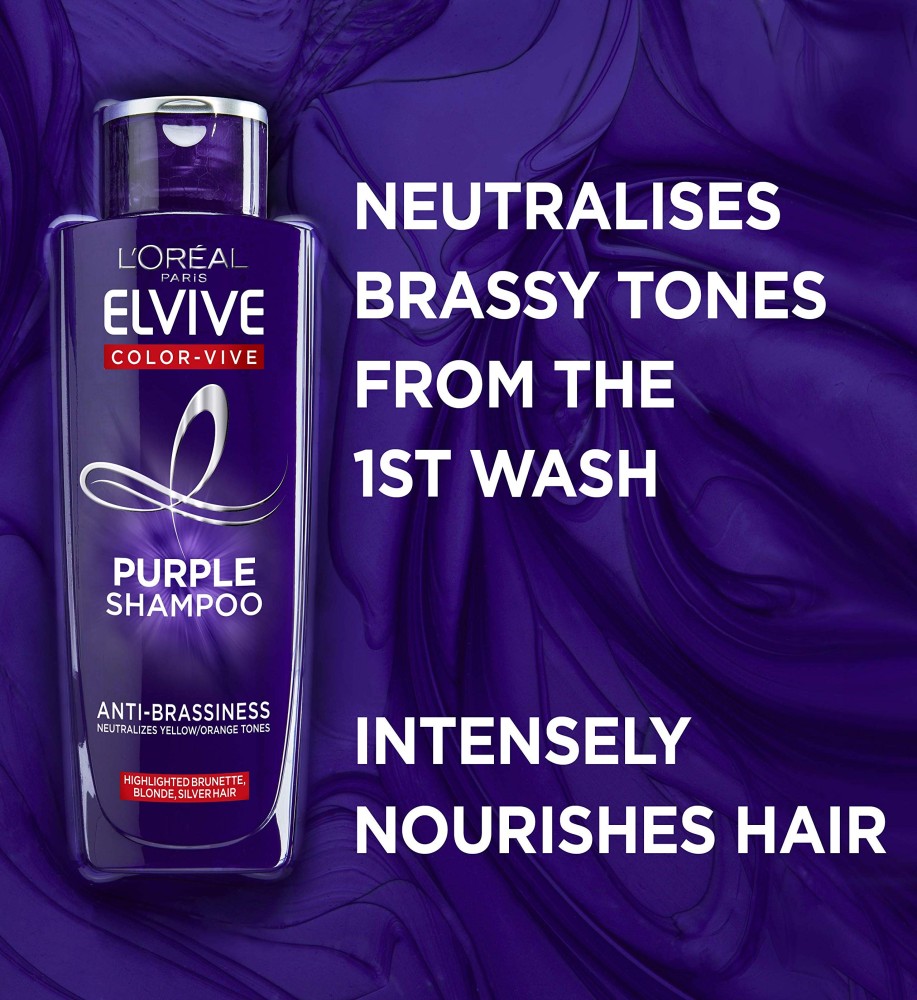 L'ORÉAL
PARIS
ELVIVE
COLOR-VIVE
PURPLE
SHAMPOO
ANTI-BRASSINESS
NEUTRALIZES YELLOW/ORANGE TONES
HIGHLIGHTED BRUNETTE,
BLONDE, SILVER HAIR
NEUTRALISES
BRASSY TONES
FROM THE
1ST WASH
INTENSELY
NOURISHES HAIR